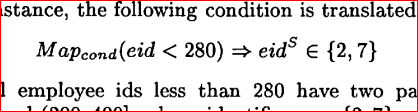 stance, the following condition is translated
Map_cond(eid < 280) ⇒ eid^S ∈ {2, 7}
employee ids less than 280 have two pa